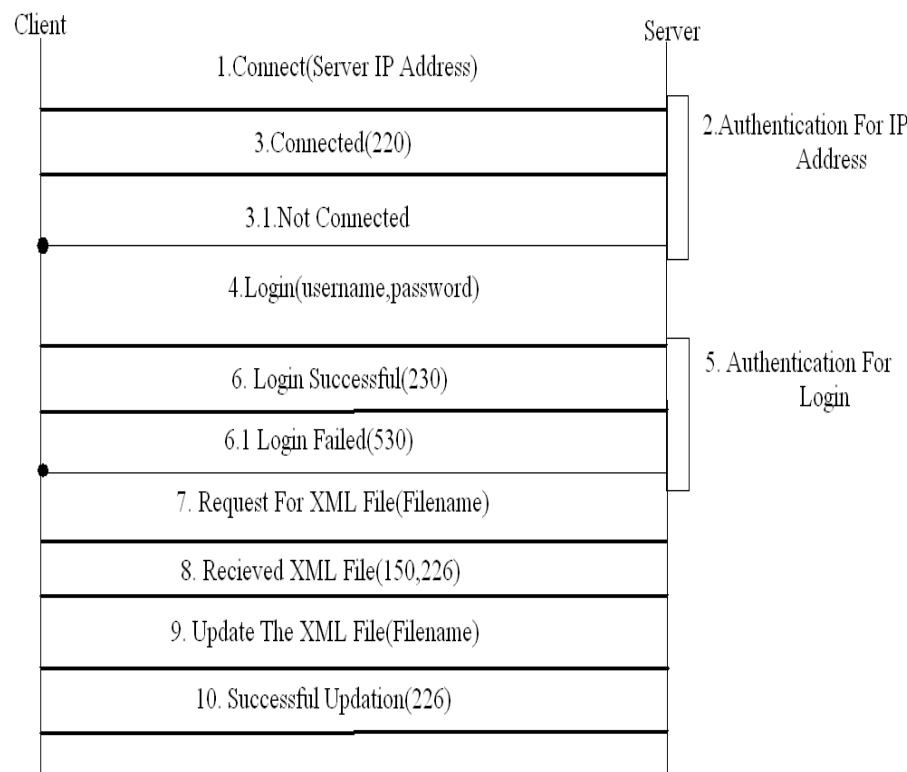 Client
Server
1.Connect(Server IP Address)
2.Authentication For IP
Address
3.Connected(220)
3.1.Not Connected
4.Login(username,password)
5. Authentication For
Login
6. Login Successful(230)
6.1 Login Failed(530)
7. Request For XML File(Filename)
8. Recieved XML File(150,226)
9. Update The XML File(Filename)
10. Successful Updation(226)